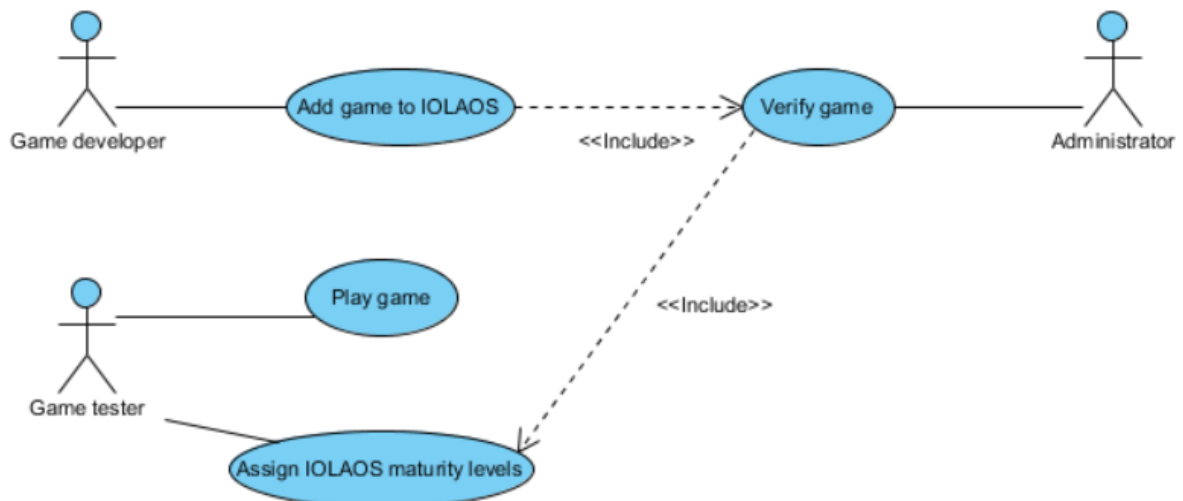 Add game to IOLAOS
Verify game
<<Include>>
Game developer
Administrator
Play game
<<Include>>
Game tester
Assign IOLAOS maturity levels